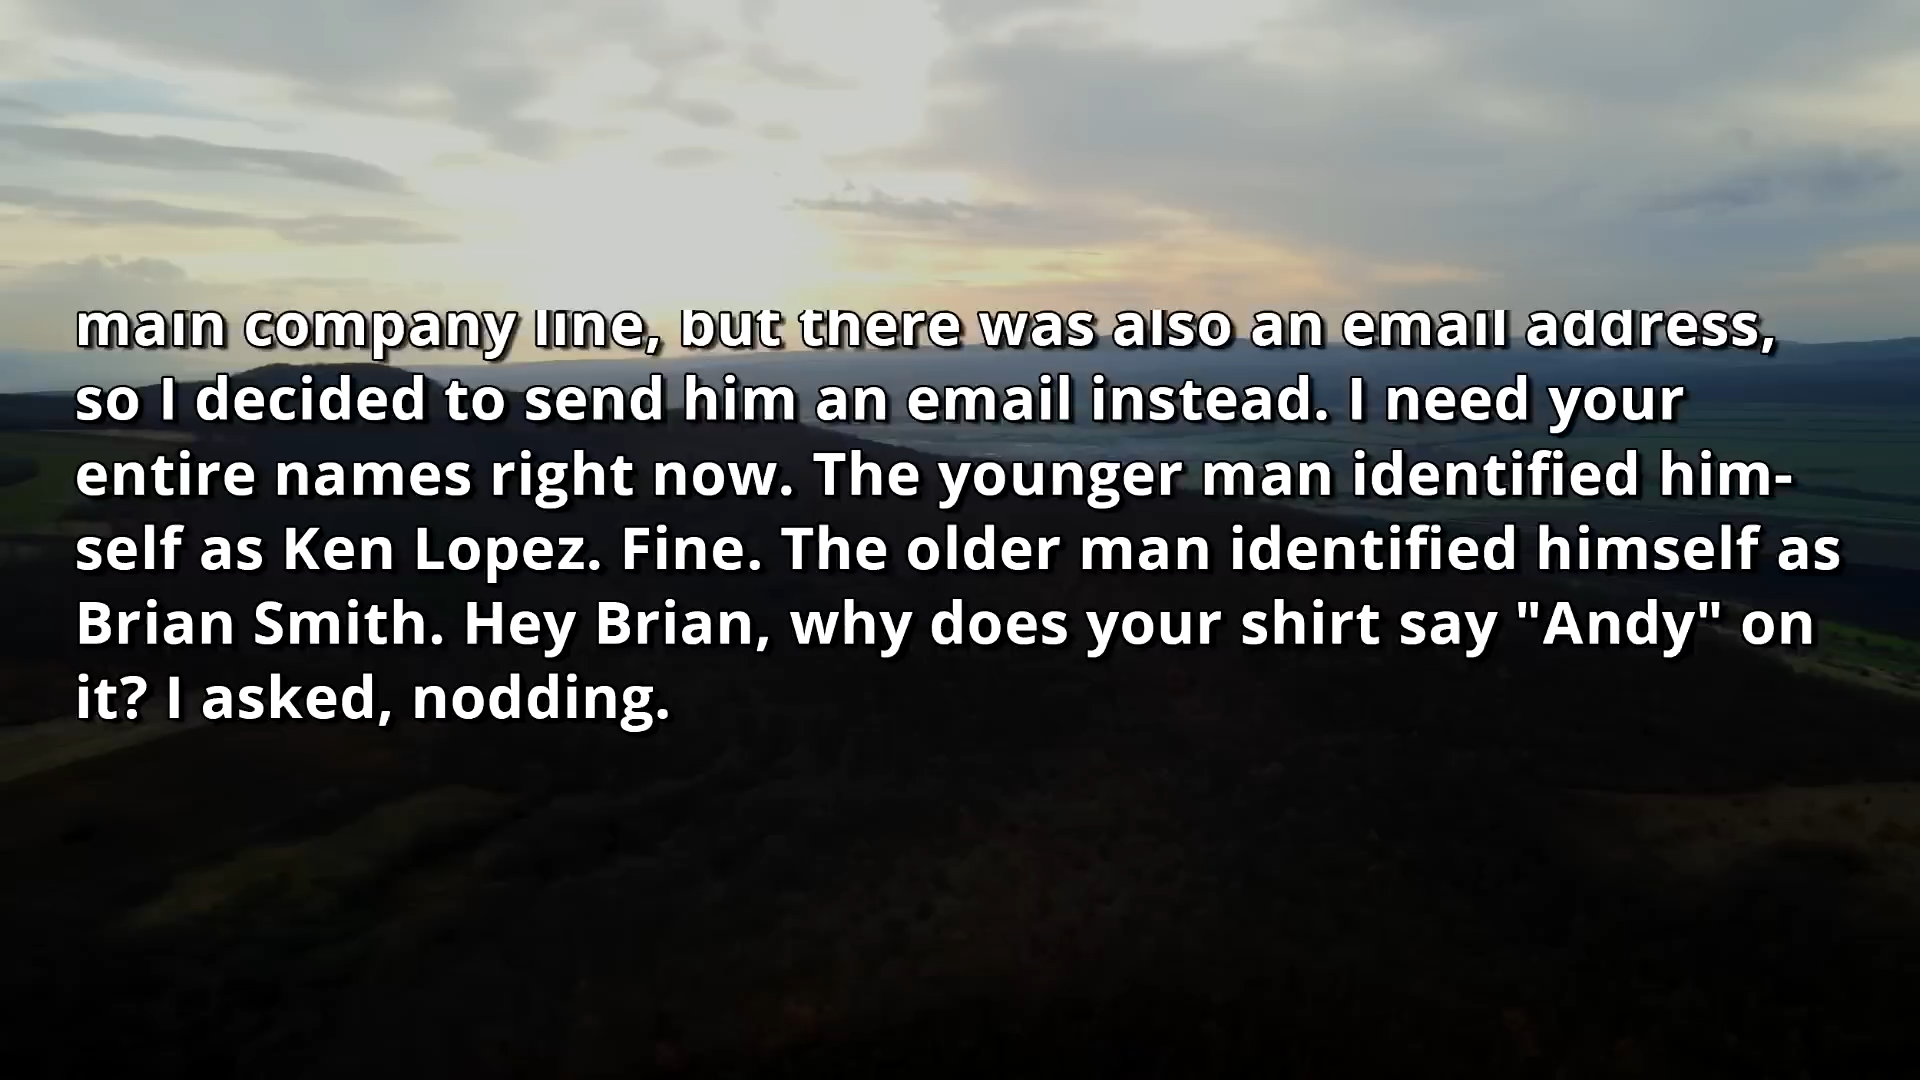 main company line, but there was also an email address,
so I decided to send him an email instead. I need your
entire names right now. The younger man identified him-
self as Ken Lopez. Fine. The older man identified himself as
Brian Smith. Hey Brian, why does your shirt say "Andy" on
it? I asked, nodding.